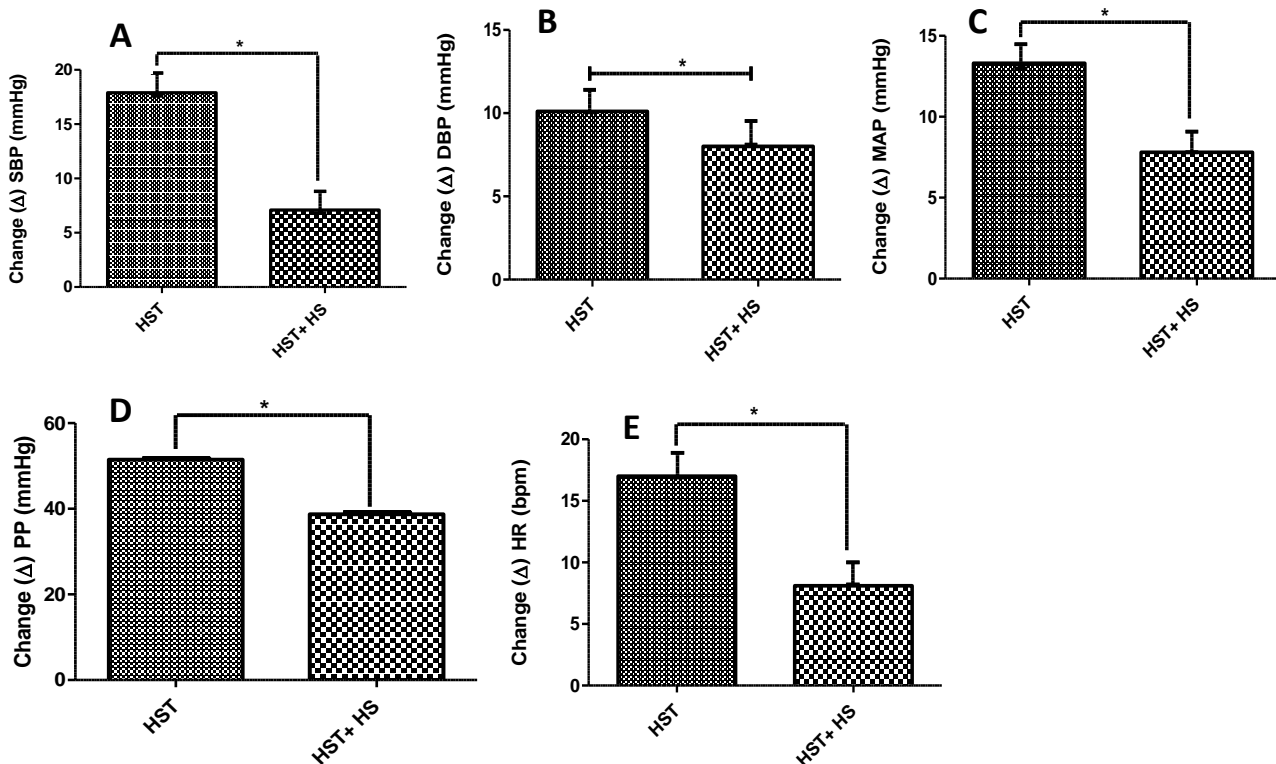 A
*
Change (Δ) SBP (mmHg)
20
15
10
5
0
HST
HST+ HS
B
*
Change (Δ) DBP (mmHg)
15
10
5
0
HST
HST+ HS
C
*
Change (Δ) MAP (mmHg)
15
10
5
0
HST
HST+ HS
D
*
Change (Δ) PP (mmHg)
60
40
20
0
HST
HST+ HS
E
*
Change (Δ) HR (bpm)
20
15
10
5
0
HST
HST+ HS